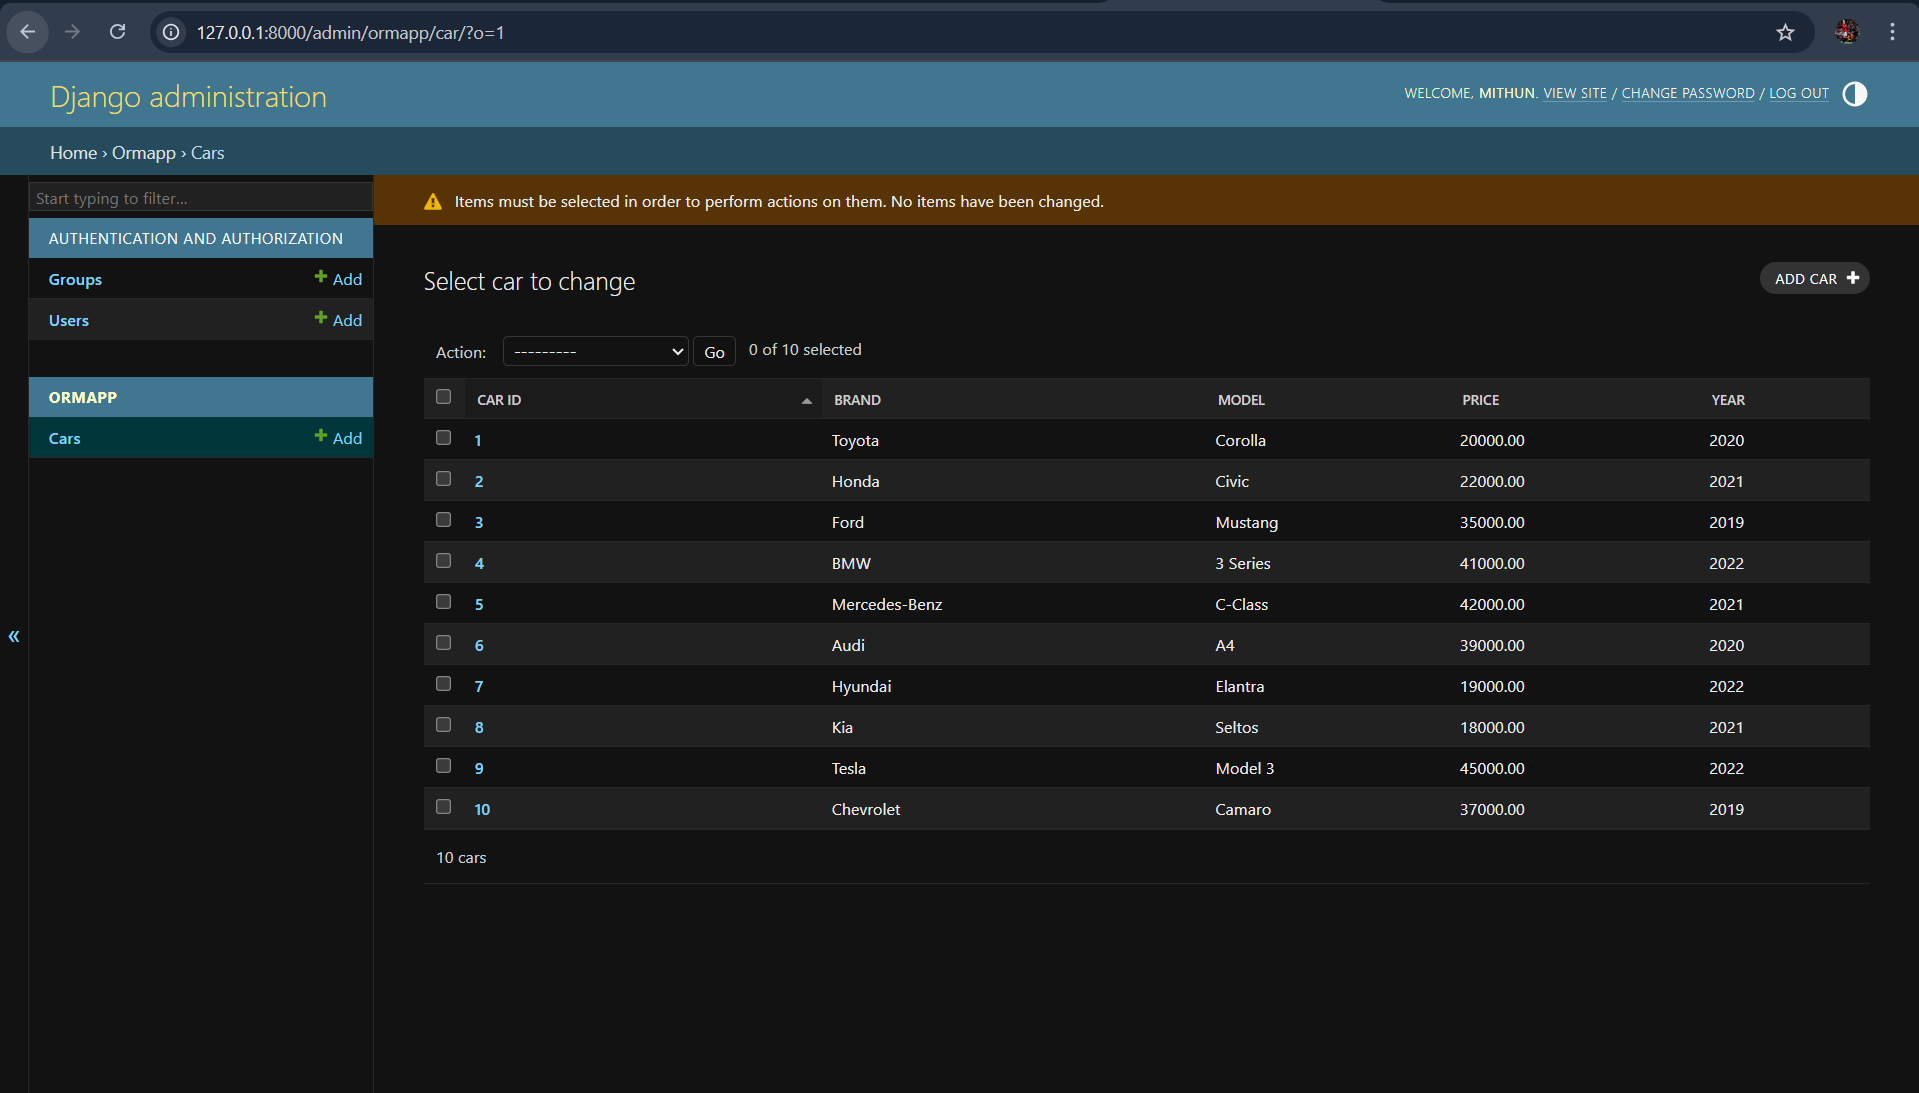 127.0.0.1:8000/admin/ormapp/car/?o=1
Django administration
WELCOME, MITHUN. VIEW SITE / CHANGE PASSWORD / LOG OUT
Home › Ormapp › Cars
Start typing to filter...
AUTHENTICATION AND AUTHORIZATION
Groups + Add
Users + Add
ORMAPP
Cars + Add
«
Items must be selected in order to perform actions on them. No items have been changed.
Select car to change
ADD CAR +
Action: --------- Go 0 of 10 selected
CAR ID BRAND MODEL PRICE YEAR
1 Toyota Corolla 20000.00 2020
2 Honda Civic 22000.00 2021
3 Ford Mustang 35000.00 2019
4 BMW 3 Series 41000.00 2022
5 Mercedes-Benz C-Class 42000.00 2021
6 Audi A4 39000.00 2020
7 Hyundai Elantra 19000.00 2022
8 Kia Seltos 18000.00 2021
9 Tesla Model 3 45000.00 2022
10 Chevrolet Camaro 37000.00 2019
10 cars